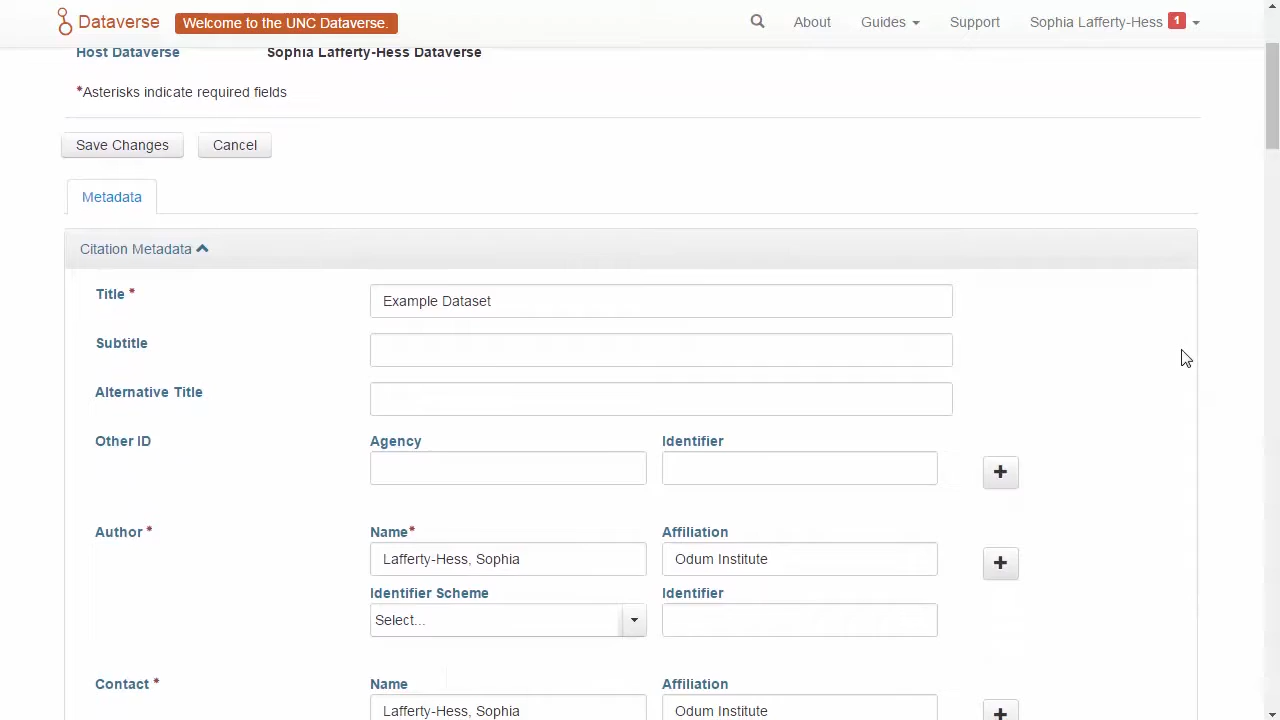 Dataverse Welcome to the UNC Dataverse. About Guides Support Sophia Lafferty-Hess 1
Host Dataverse Sophia Lafferty-Hess Dataverse
*Asterisks indicate required fields
Save Changes Cancel
Metadata
Citation Metadata
Title * Example Dataset
Subtitle
Alternative Title
Other ID Agency Identifier
Author * Name* Affiliation
Lafferty-Hess, Sophia Odum Institute
Identifier Scheme Identifier
Select...
Contact * Name Affiliation
Lafferty-Hess, Sophia Odum Institute